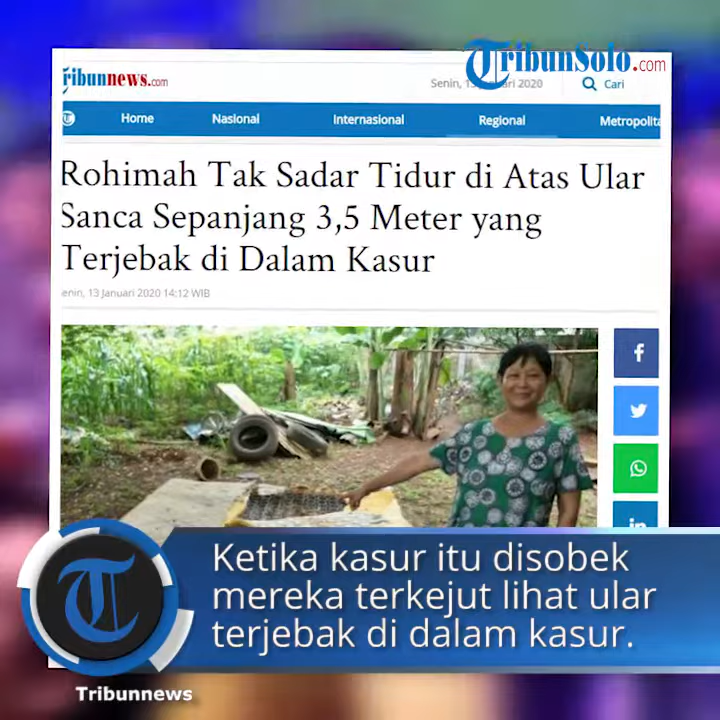 TribunSolo.com
ribunnews.com
Senin, 13 Januari 2020
Cari
Home Nasional Internasional Regional Metropolita
Rohimah Tak Sadar Tidur di Atas Ular
Sanca Sepanjang 3,5 Meter yang
Terjebak di Dalam Kasur
enin, 13 Januari 2020 14:12 WIB
Ketika kasur itu disobek
mereka terkejut lihat ular
terjebak di dalam kasur.
Tribunnews